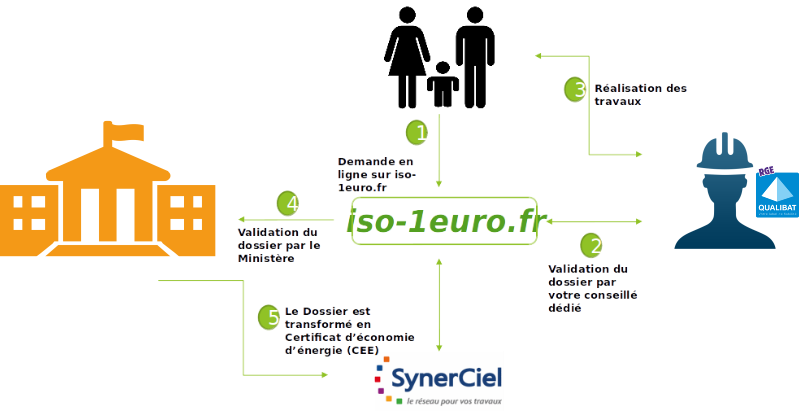 1
Demande en
ligne sur iso-
1euro.fr
3
Réalisation des
travaux
RGE
QUALIBAT
iso-1euro.fr
4
Validation du
dossier par le
Ministère
2
Validation du
dossier par
votre conseillé
dédié
5
Le Dossier est
transformé en
Certificat d’économie
d’énergie (CEE)
SynerCiel
le réseau pour vos travaux